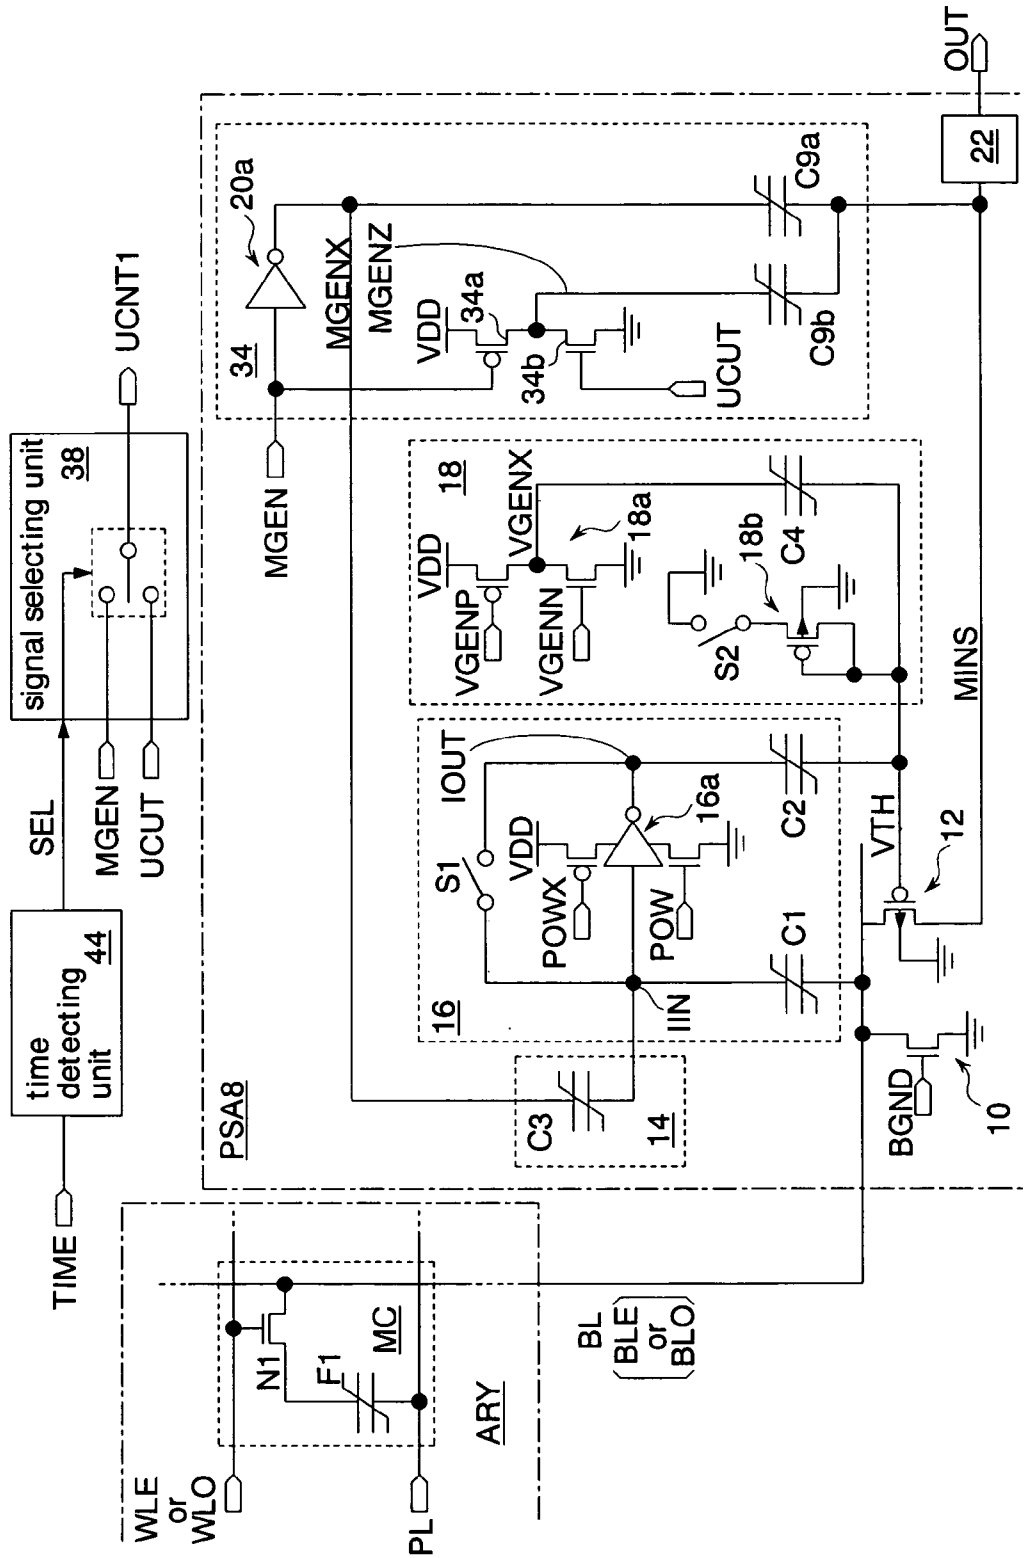 TIME
time
detecting
unit
44
SEL
signal selecting unit
38
MGEN
UCUT
UCNT1
PSA8
WLE
or
WLO
PL
N1
F1
MC
ARY
BL
BLE
or
BLO
C3
14
16
S1
IOUT
VDD
POWX
POW
16a
IIN
C1
C2
18
VDD
VGENP
VGENX
VGENN
18a
S2
18b
C4
MGEN
34
20a
MGENX
MGENZ
VDD
34a
34b
UCUT
C9b
C9a
BGND
10
VTH
12
MINS
22
OUT